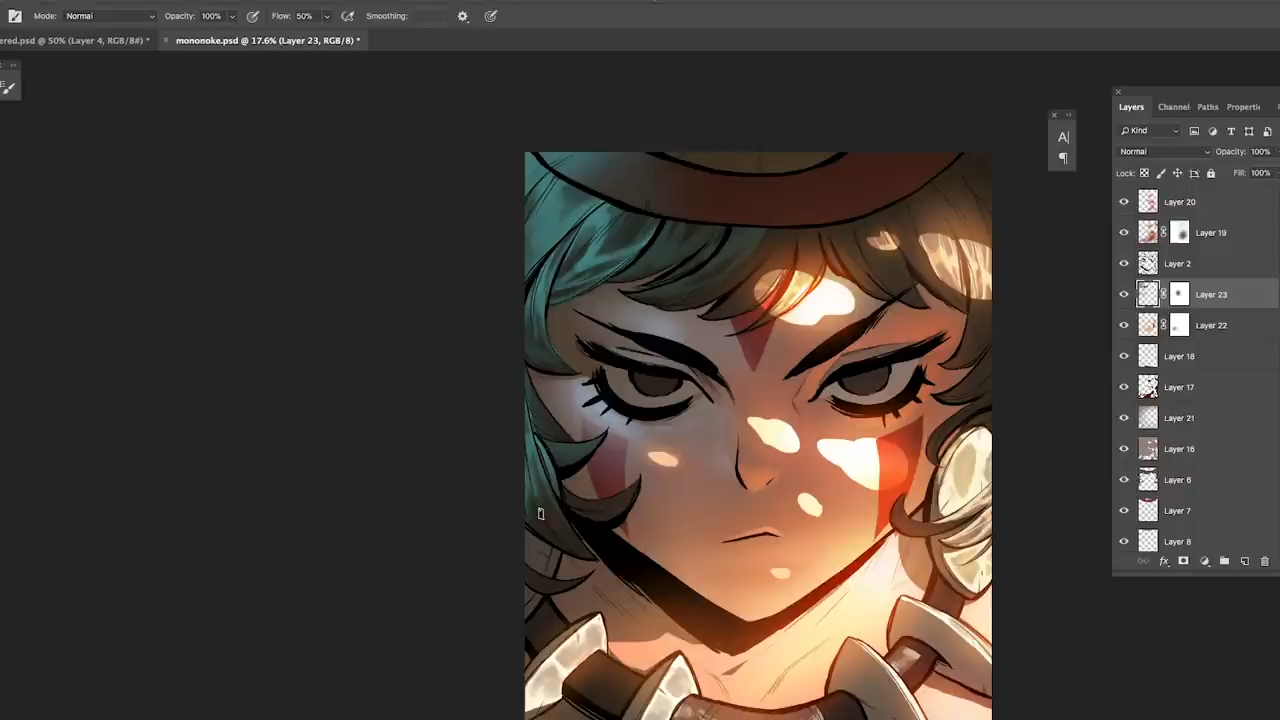 Mode: Normal Opacity: 100% Flow: 50% Smoothing:
ered.psd @ 50% (Layer 4, RGB/8#) * × mononoke.psd @ 17.6% (Layer 23, RGB/8) *
Layers Channel Paths Properti
Kind
Normal Opacity: 100%
Lock: Fill: 100%
Layer 20
Layer 19
Layer 2
Layer 23
Layer 22
Layer 18
Layer 17
Layer 21
Layer 16
Layer 6
Layer 7
Layer 8